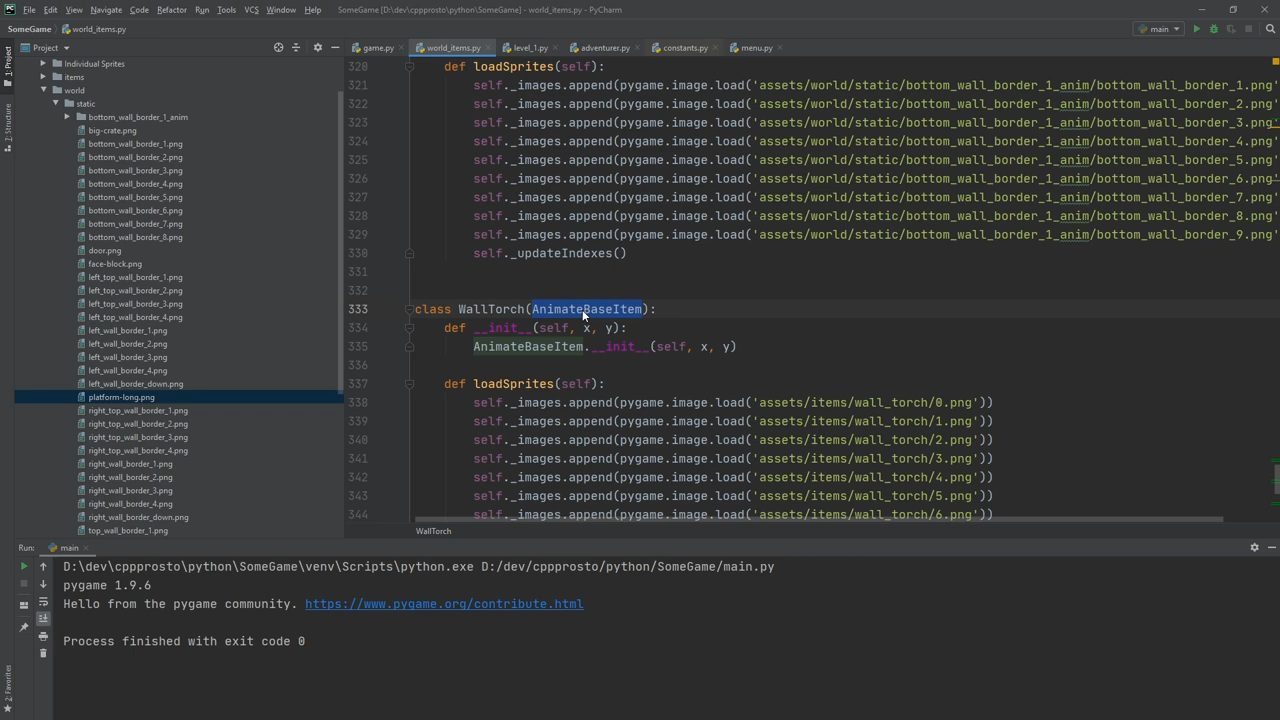 File Edit View Navigate Code Refactor Run Tools VCS Window Help SomeGame [D:\dev\cppprosto\python\SomeGame] - world_items.py - PyCharm
SomeGame world_items.py main
Project game.py world_items.py level_1.py adventurer.py constants.py menu.py
1: Project
7: Structure
2: Favorites
Individual Sprites
items
world
static
bottom_wall_border_1_anim
big-crate.png
bottom_wall_border_1.png
bottom_wall_border_2.png
bottom_wall_border_3.png
bottom_wall_border_4.png
bottom_wall_border_5.png
bottom_wall_border_6.png
bottom_wall_border_7.png
bottom_wall_border_8.png
door.png
face-block.png
left_top_wall_border_1.png
left_top_wall_border_2.png
left_top_wall_border_3.png
left_top_wall_border_4.png
left_wall_border_1.png
left_wall_border_2.png
left_wall_border_3.png
left_wall_border_4.png
left_wall_border_down.png
platform-long.png
right_top_wall_border_1.png
right_top_wall_border_2.png
right_top_wall_border_3.png
right_top_wall_border_4.png
right_wall_border_1.png
right_wall_border_2.png
right_wall_border_3.png
right_wall_border_4.png
right_wall_border_down.png
top_wall_border_1.png
320 def loadSprites(self):
321 self._images.append(pygame.image.load('assets/world/static/bottom_wall_border_1_anim/bottom_wall_border_1.png
322 self._images.append(pygame.image.load('assets/world/static/bottom_wall_border_1_anim/bottom_wall_border_2.png
323 self._images.append(pygame.image.load('assets/world/static/bottom_wall_border_1_anim/bottom_wall_border_3.png
324 self._images.append(pygame.image.load('assets/world/static/bottom_wall_border_1_anim/bottom_wall_border_4.png
325 self._images.append(pygame.image.load('assets/world/static/bottom_wall_border_1_anim/bottom_wall_border_5.png
326 self._images.append(pygame.image.load('assets/world/static/bottom_wall_border_1_anim/bottom_wall_border_6.png
327 self._images.append(pygame.image.load('assets/world/static/bottom_wall_border_1_anim/bottom_wall_border_7.png
328 self._images.append(pygame.image.load('assets/world/static/bottom_wall_border_1_anim/bottom_wall_border_8.png
329 self._images.append(pygame.image.load('assets/world/static/bottom_wall_border_1_anim/bottom_wall_border_9.png
330 self._updateIndexes()
331
332
333 class WallTorch(AnimateBaseItem):
334 def __init__(self, x, y):
335 AnimateBaseItem.__init__(self, x, y)
336
337 def loadSprites(self):
338 self._images.append(pygame.image.load('assets/items/wall_torch/0.png'))
339 self._images.append(pygame.image.load('assets/items/wall_torch/1.png'))
340 self._images.append(pygame.image.load('assets/items/wall_torch/2.png'))
341 self._images.append(pygame.image.load('assets/items/wall_torch/3.png'))
342 self._images.append(pygame.image.load('assets/items/wall_torch/4.png'))
343 self._images.append(pygame.image.load('assets/items/wall_torch/5.png'))
344 self._images.append(pygame.image.load('assets/items/wall_torch/6.png'))
WallTorch
Run: main
D:\dev\cppprosto\python\SomeGame\venv\Scripts\python.exe D:/dev/cppprosto/python/SomeGame/main.py
pygame 1.9.6
Hello from the pygame community. https://www.pygame.org/contribute.html
Process finished with exit code 0